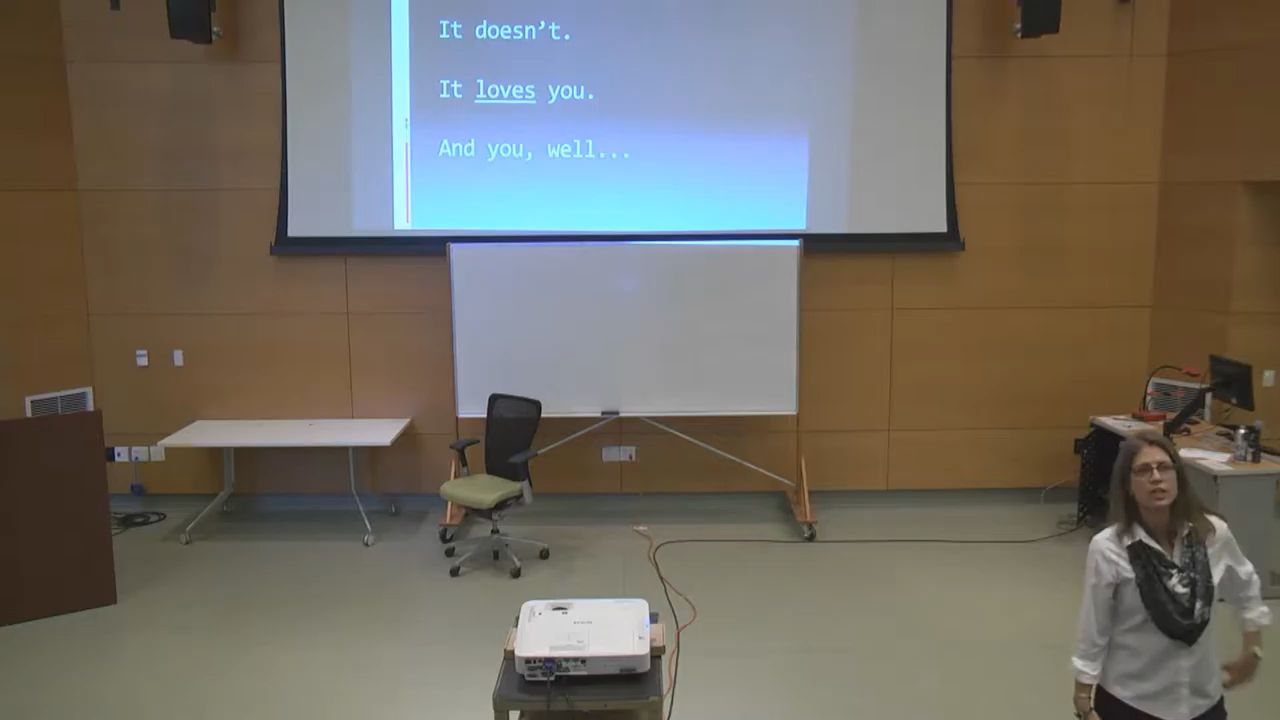 It doesn’t.
It loves you.
And you, well...